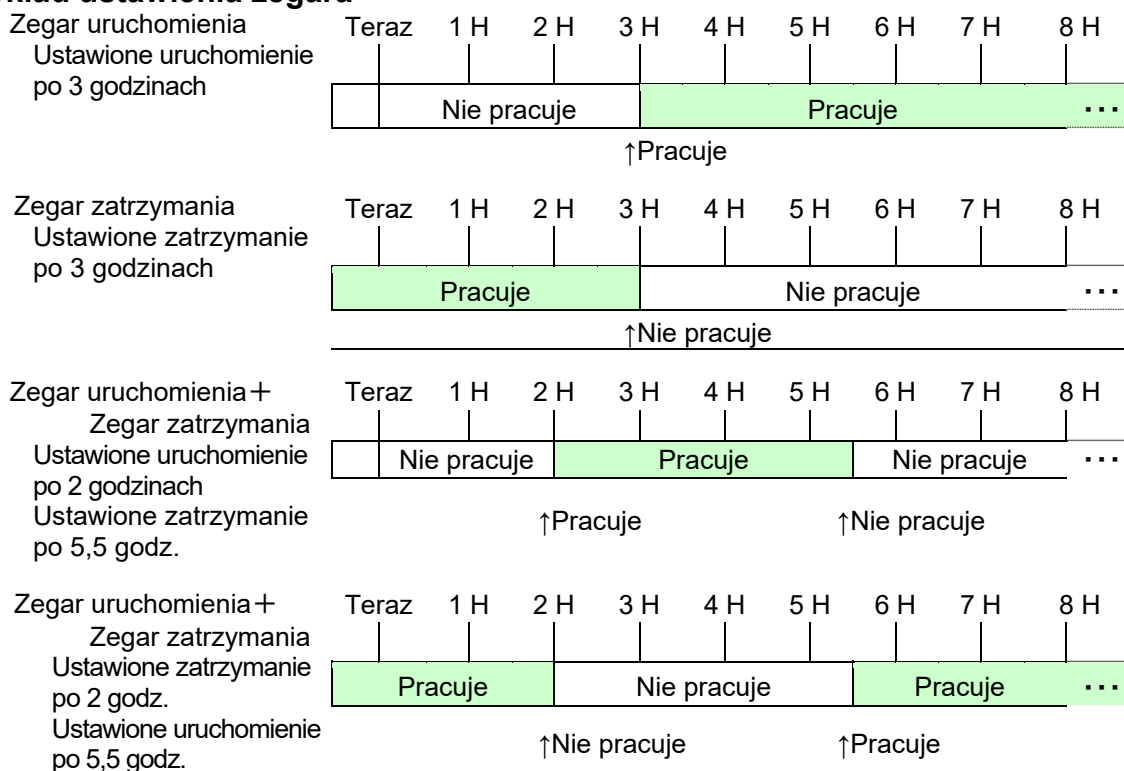 ustawienia zegara
Zegar uruchomienia
Ustawione uruchomienie
po 3 godzinach
Teraz 1 H 2 H 3 H 4 H 5 H 6 H 7 H 8 H
Nie pracuje Pracuje ...
↑Pracuje
Zegar zatrzymania
Ustawione zatrzymanie
po 3 godzinach
Teraz 1 H 2 H 3 H 4 H 5 H 6 H 7 H 8 H
Pracuje Nie pracuje ...
↑Nie pracuje
Zegar uruchomienia+
Zegar zatrzymania
Ustawione uruchomienie
po 2 godzinach
Ustawione zatrzymanie
po 5,5 godz.
Teraz 1 H 2 H 3 H 4 H 5 H 6 H 7 H 8 H
Nie pracuje Pracuje Nie pracuje ...
↑Pracuje ↑Nie pracuje
Zegar uruchomienia+
Zegar zatrzymania
Ustawione zatrzymanie
po 2 godz.
Ustawione uruchomienie
po 5,5 godz.
Teraz 1 H 2 H 3 H 4 H 5 H 6 H 7 H 8 H
Pracuje Nie pracuje Pracuje ...
↑Nie pracuje ↑Pracuje